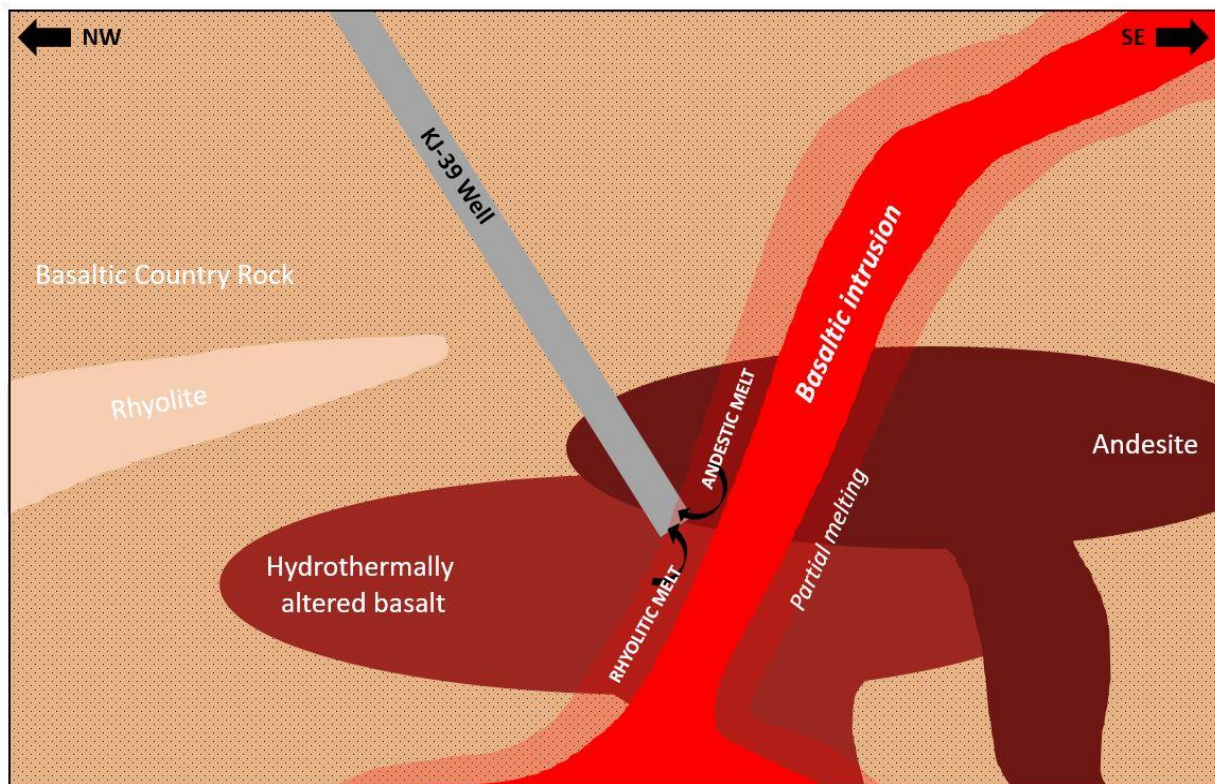 NW
SE
KJ-39 Well
Basaltic Country Rock
Rhyolite
Basaltic intrusion
ANDESTIC MELT
Andesite
Hydrothermally
altered basalt
RHYOLITIC MELT
Partial melting